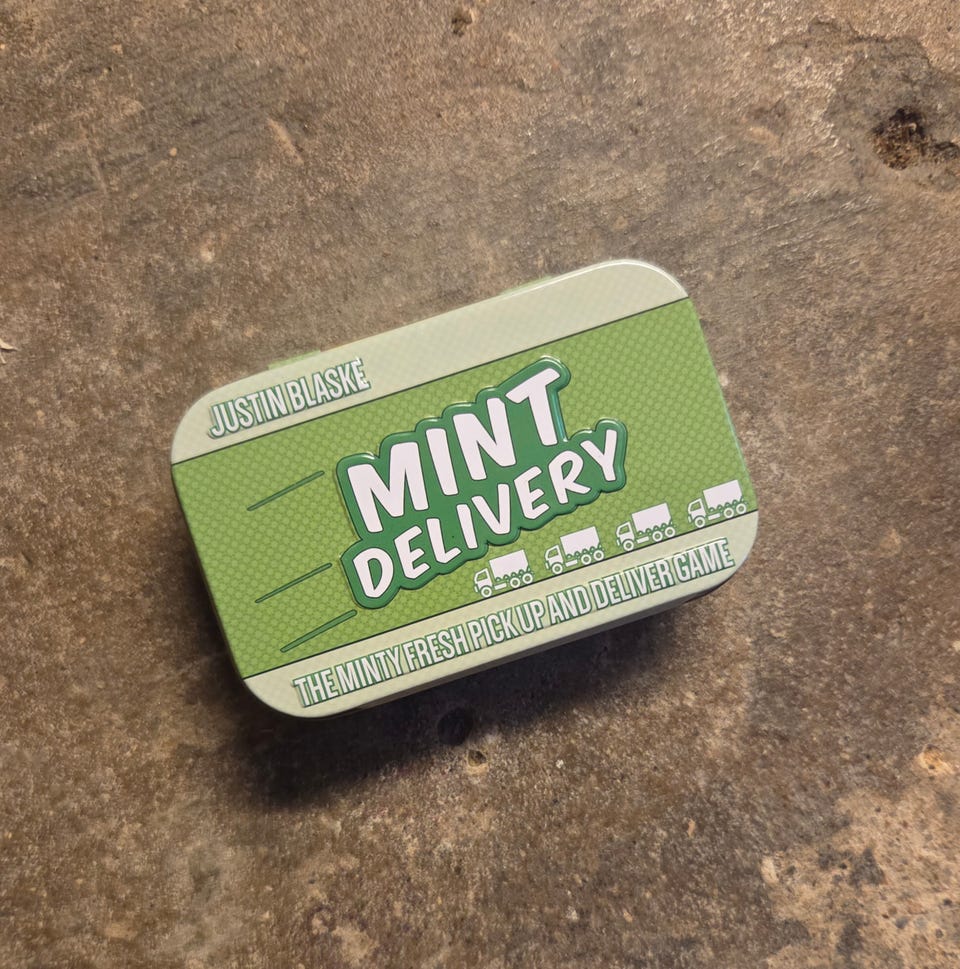 JUSTIN BLASKE
MINT
DELIVERY
THE MINTY FRESH PICK UP AND DELIVER GAME